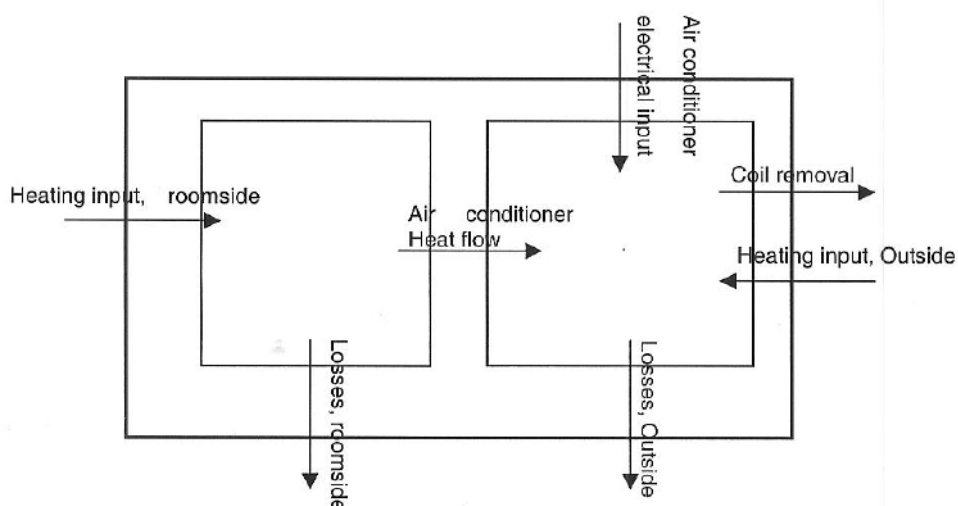 Air conditioner
electrical input
Heating input, roomside
Air conditioner
Heat flow
Coil removal
Heating input, Outside
Losses, roomside
Losses, Outside